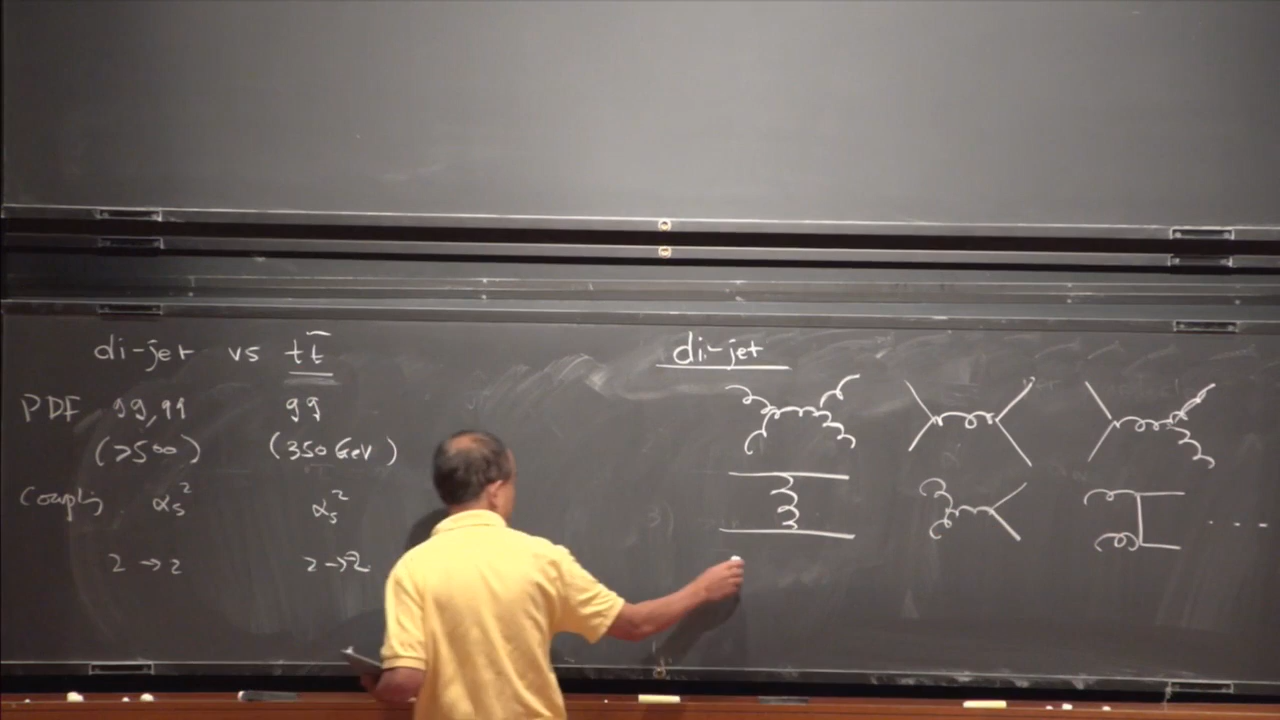 di-jet vs tt̄
PDF gg, qq gg
(>500) (350 GeV)
Coupling αs² αs²
2→2 2→2
di-jet
....